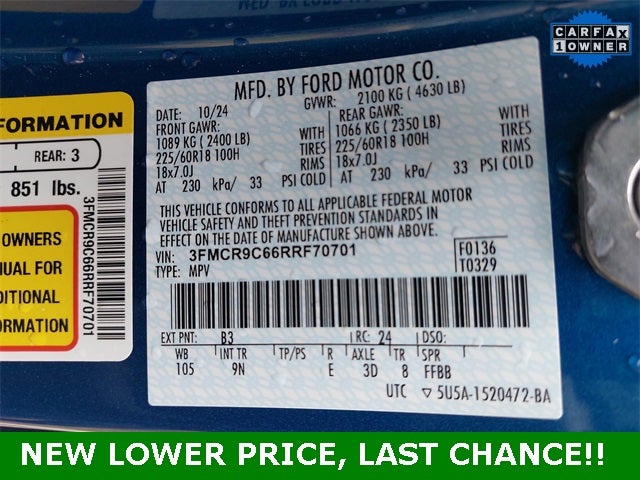 CARFAX
1 OWNER
MFD. BY FORD MOTOR CO.
DATE: 10/24
GVWR: 2100 KG ( 4630 LB)
FRONT GAWR:
REAR GAWR:
1089 KG ( 2400 LB)
1066 KG ( 2350 LB)
225/60R18 100H TIRES
225/60R18 100H TIRES
18x7.0J RIMS
18x7.0J RIMS
AT 230 kPa/ 33 PSI COLD
AT 230 kPa/ 33 PSI COLD
THIS VEHICLE CONFORMS TO ALL APPLICABLE FEDERAL MOTOR
VEHICLE SAFETY AND THEFT PREVENTION STANDARDS IN
EFFECT ON THE DATE OF MANUFACTURE SHOWN ABOVE.
VIN: 3FMCR9C66RRF70701
TYPE: MPV
F0136
T0329
EXT PNT: B3 RC: 24 DSO:
WB INT TR TP/PS R AXLE TR SPR
105 9N E 3D 8 FFBB
UTC ▽5U5A-1520472-BA
FORMATION
REAR: 3
851 lbs.
OWNERS
NUAL FOR
DITIONAL
FORMATION
3FMCR9C66RRF70701
NEW LOWER PRICE, LAST CHANCE!!